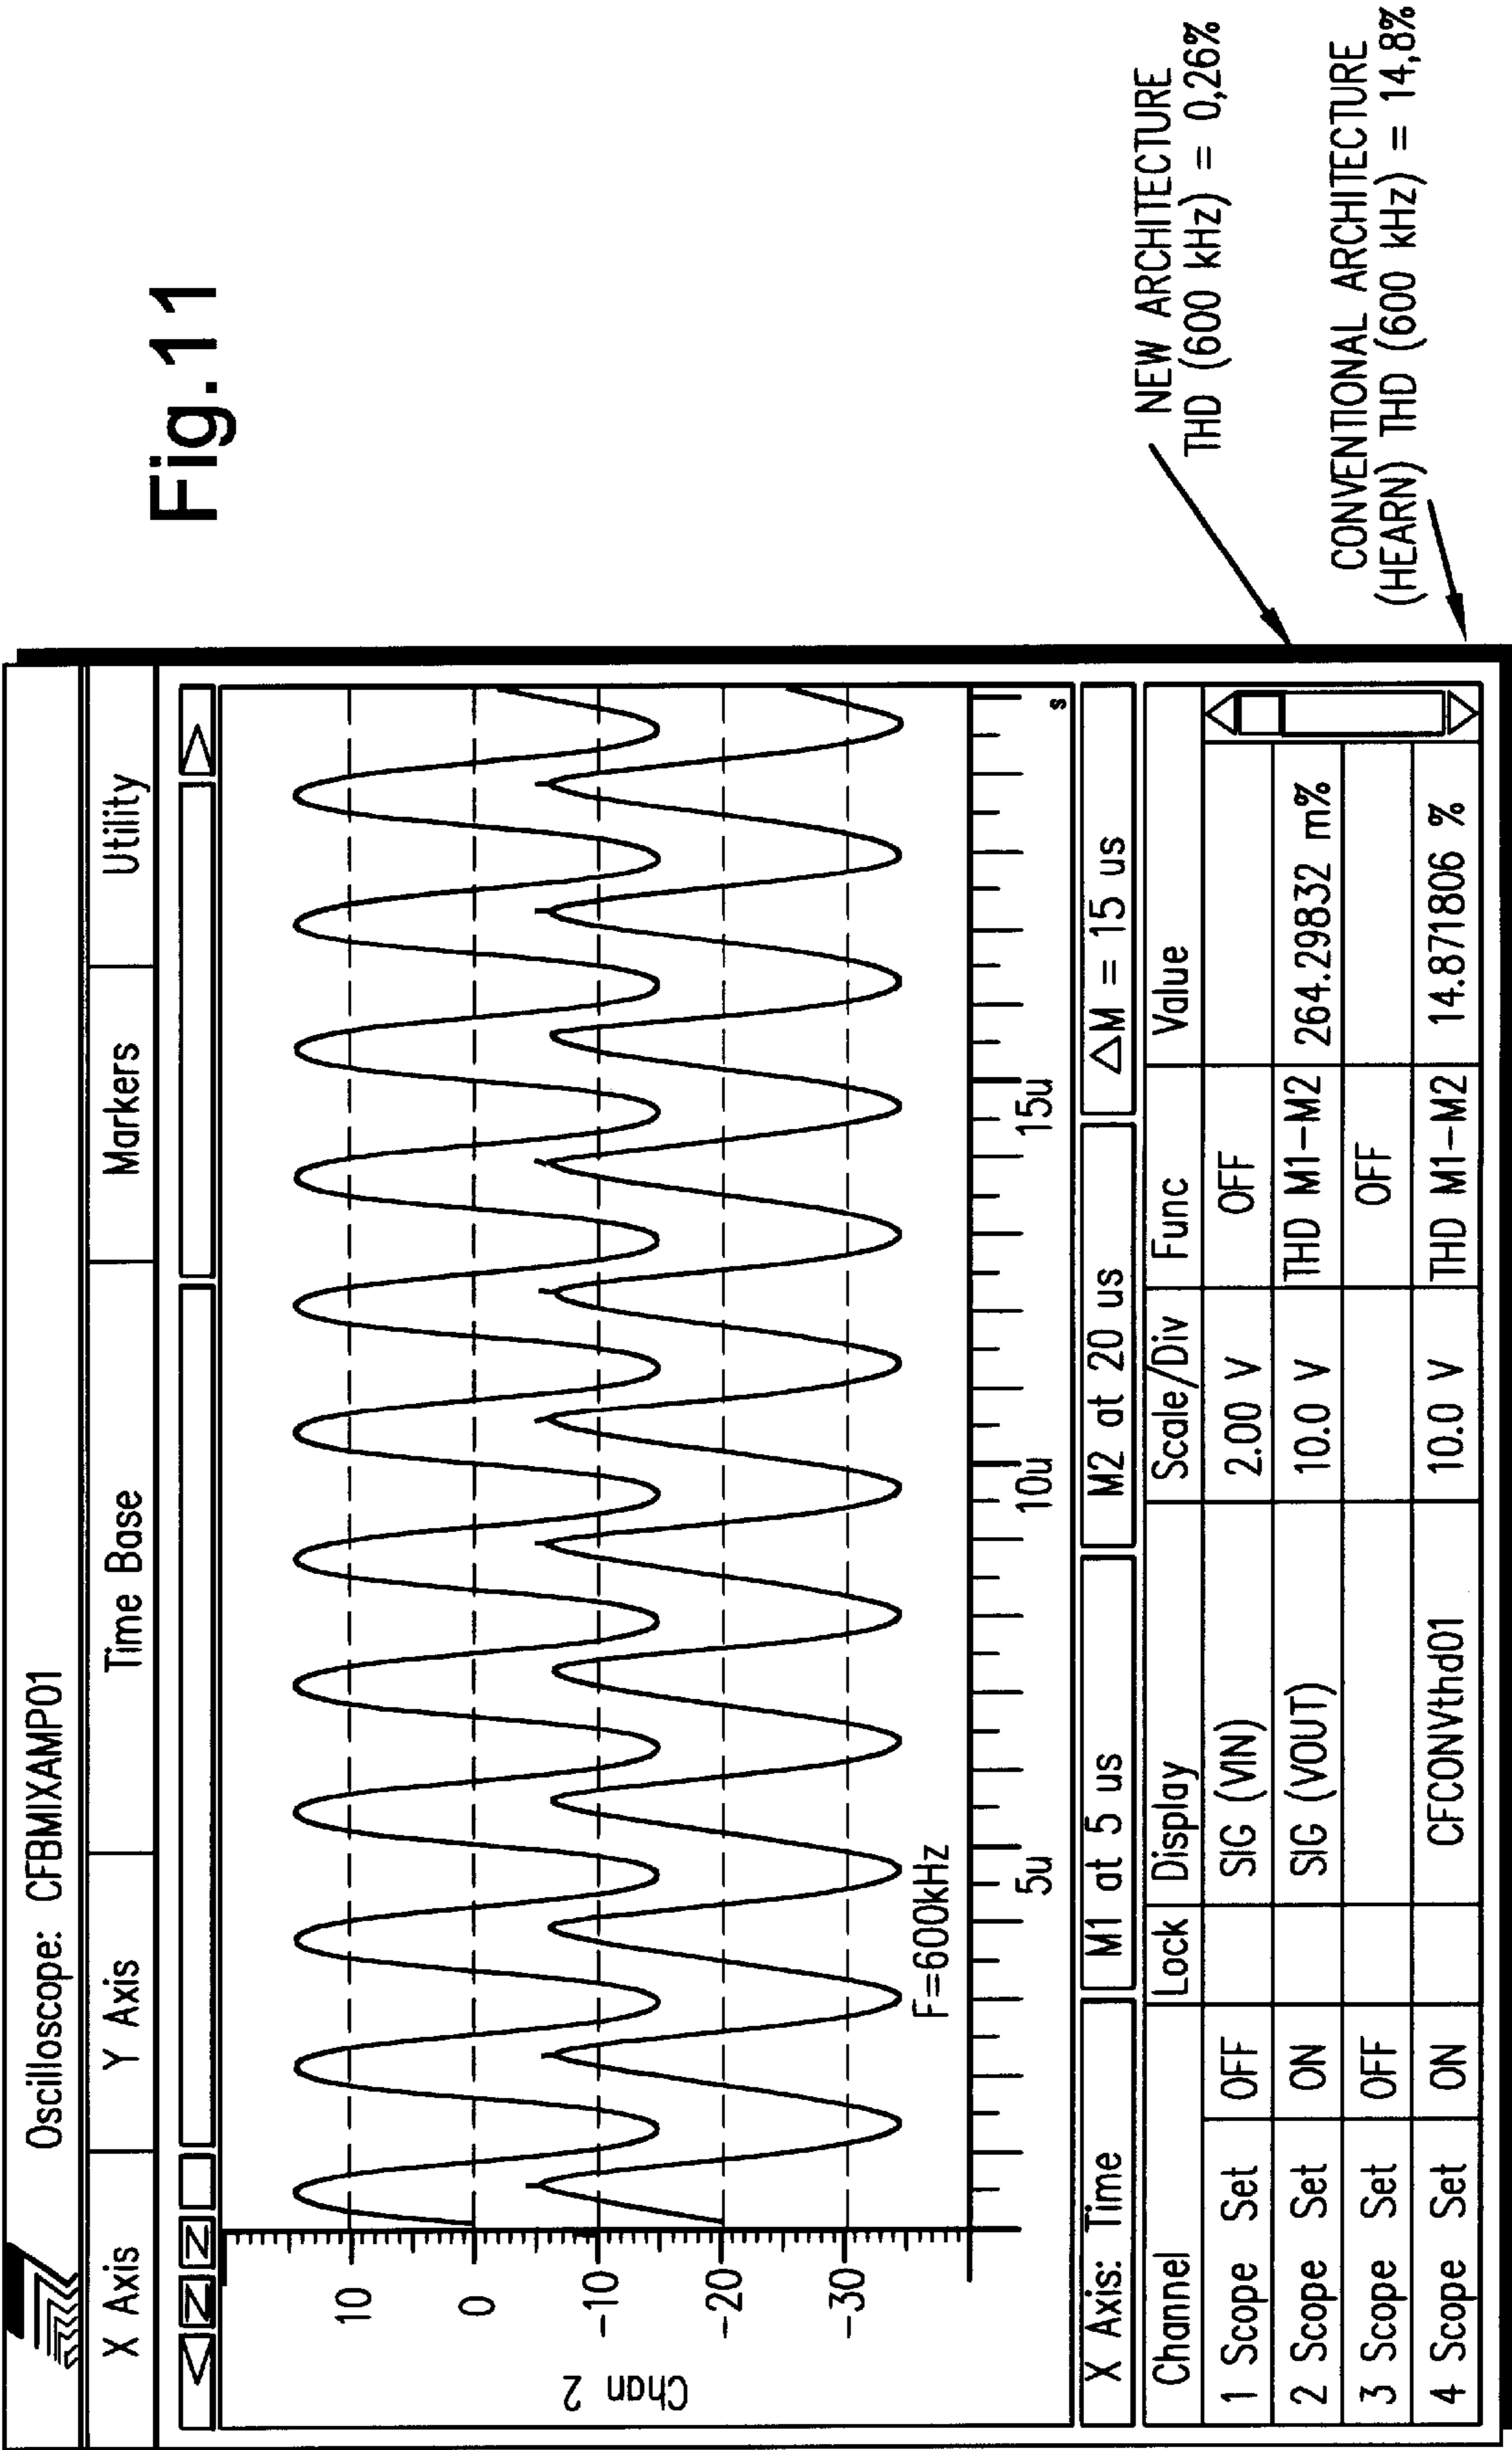 Fig.11
Oscilloscope: CFBMIXAMP01
X Axis Y Axis Time Base Markers Utility
10
0
-10
-20
-30
Chan 2
F=600kHz
5u 10u 15u s
X Axis: Time M1 at 5 us M2 at 20 us △M = 15 us
Channel Lock Display Scale/Div Func Value
1 Scope Set OFF SIG (VIN) 2.00 V OFF
2 Scope Set ON SIG (VOUT) 10.0 V THD M1-M2 264.29832 m%
3 Scope Set OFF OFF
4 Scope Set ON CFCONVthd01 10.0 V THD M1-M2 14.871806 %
NEW ARCHITECTURE
THD (600 kHz) = 0,26%
CONVENTIONAL ARCHITECTURE
(HEARN) THD (600 kHz) = 14,8%